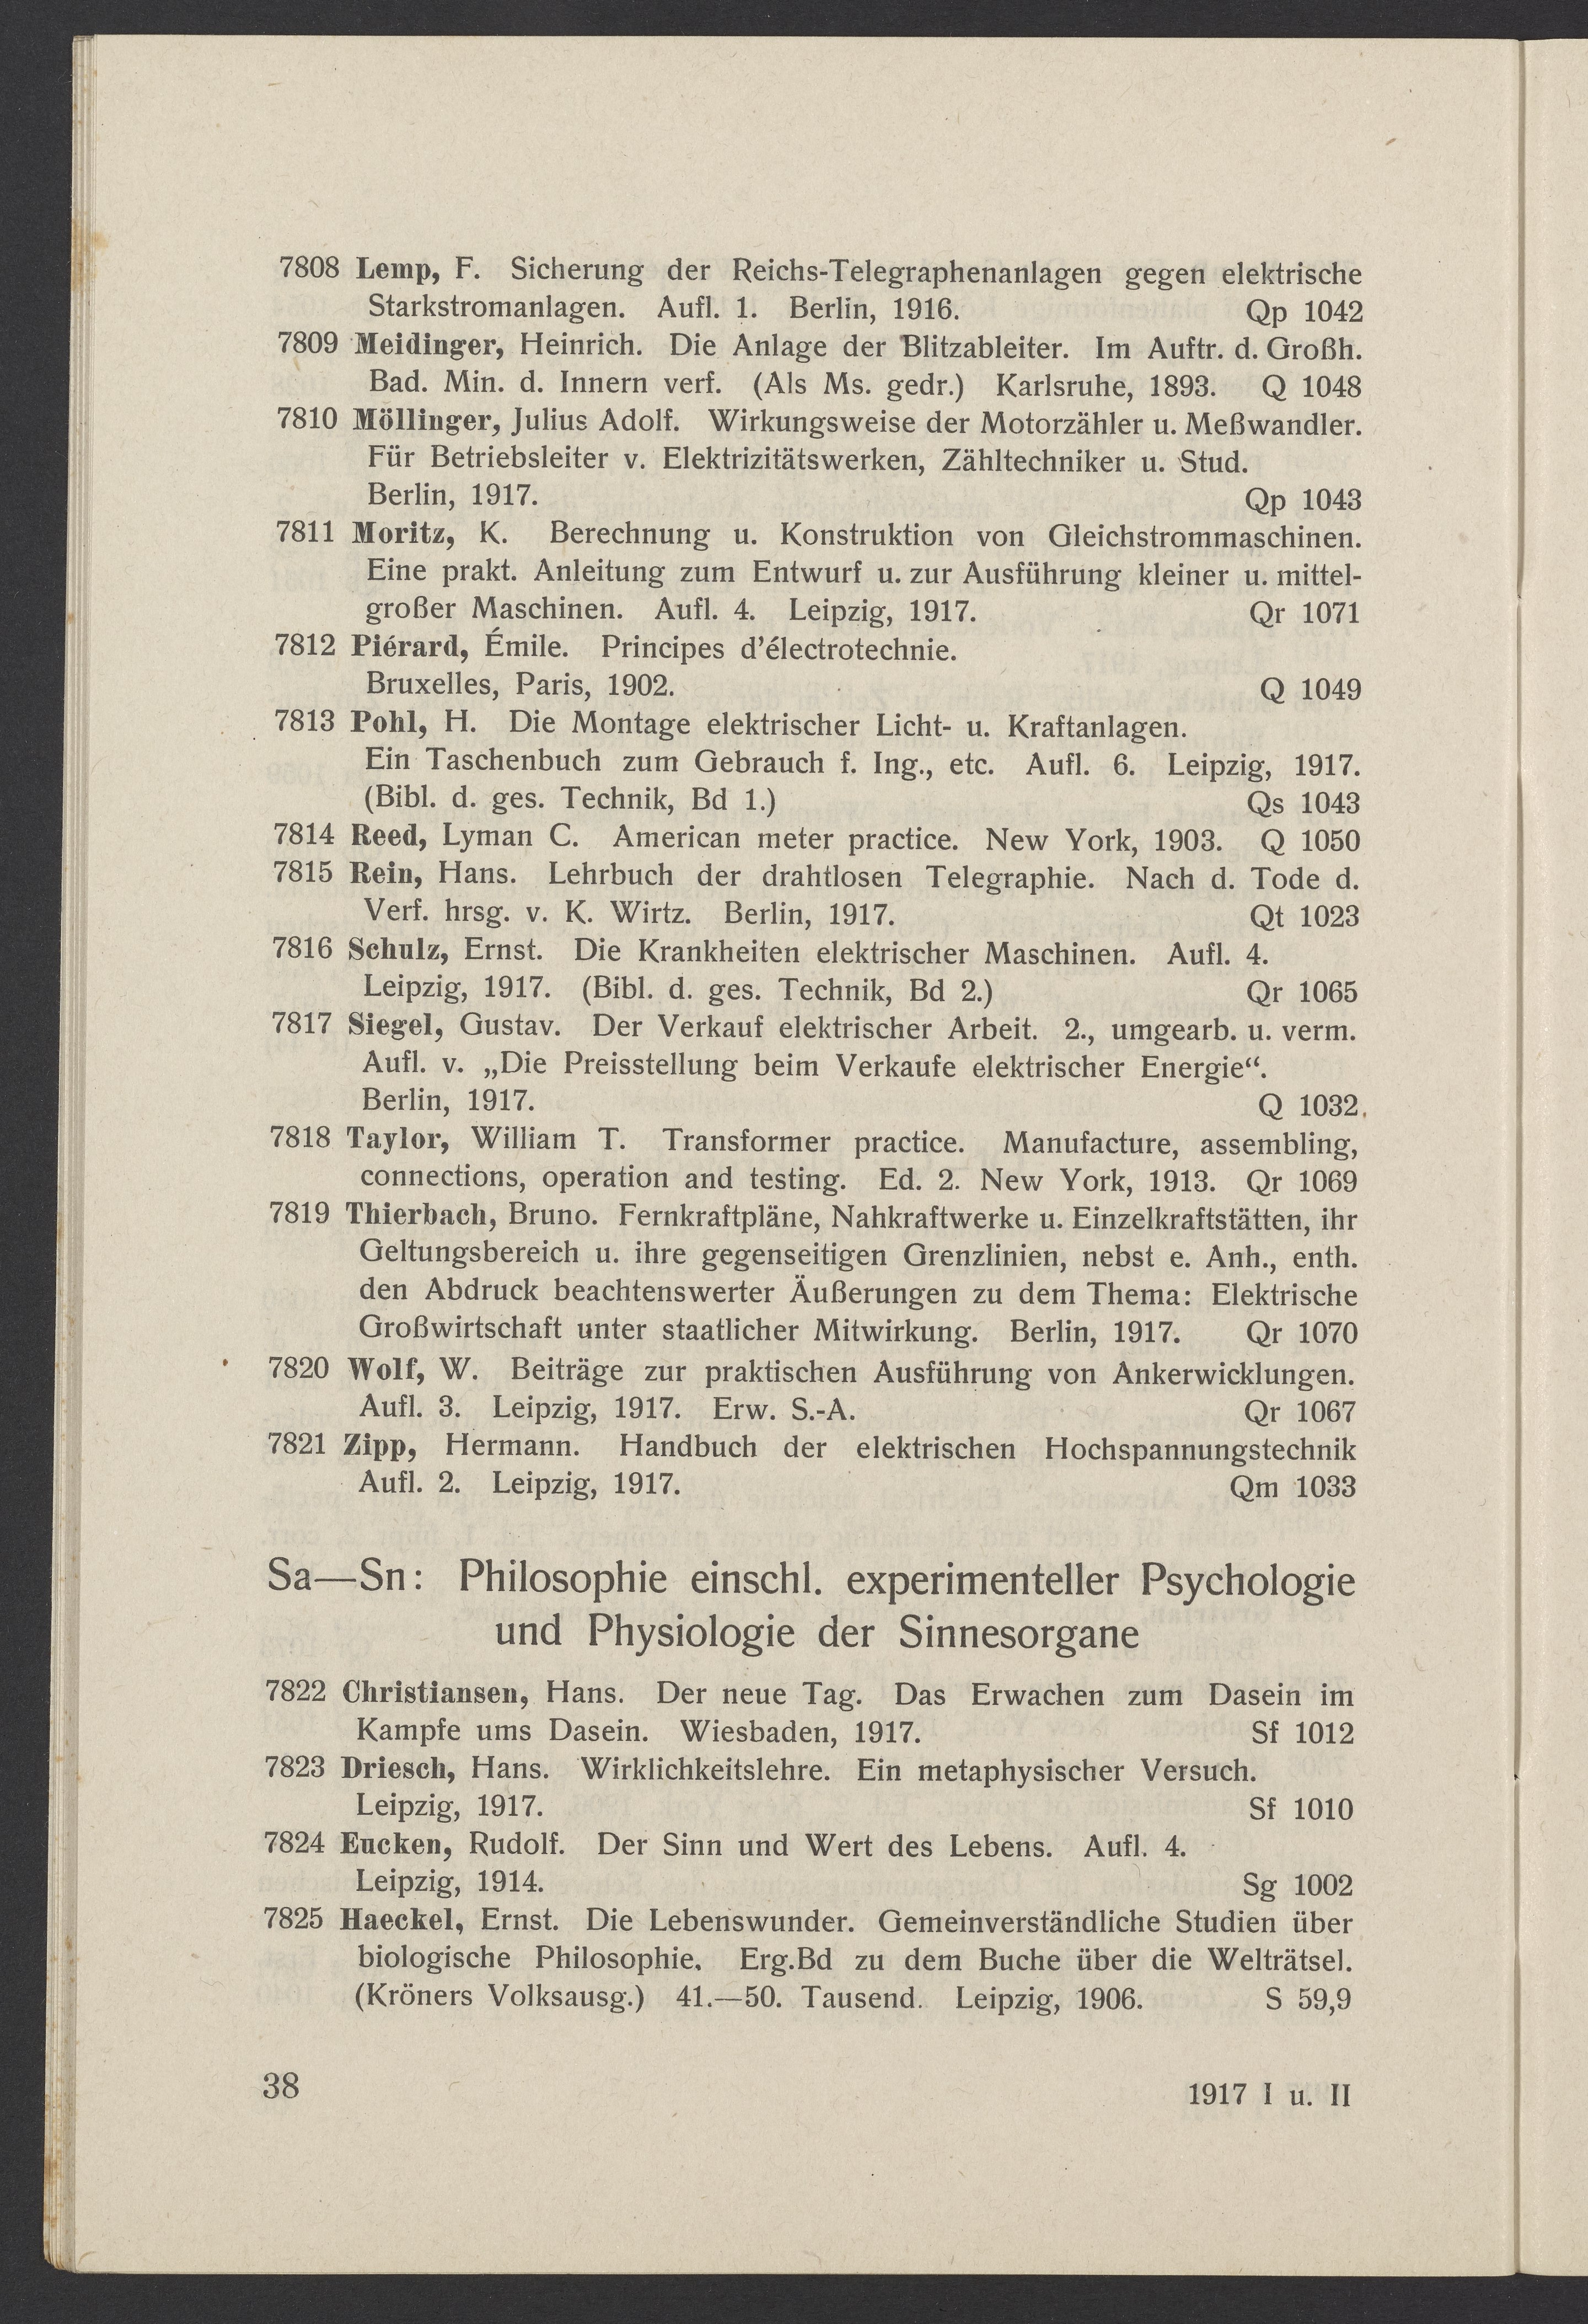 7808 Lemp, F. Sicherung der Reichs-Telegraphenanlagen gegen elektrische
Starkstromanlagen. Aufl. 1. Berlin, 1916. Qp 1042
7809 Meidinger, Heinrich. Die Anlage der Blitzableiter. Im Auftr. d. Großh.
Bad. Min. d. Innern verf. (Als Ms. gedr.) Karlsruhe, 1893. Q 1048
7810 Möllinger, Julius Adolf. Wirkungsweise der Motorzähler u. Meßwandler.
Für Betriebsleiter v. Elektrizitätswerken, Zähltechniker u. Stud.
Berlin, 1917. Qp 1043
7811 Moritz, K. Berechnung u. Konstruktion von Gleichstrommaschinen.
Eine prakt. Anleitung zum Entwurf u. zur Ausführung kleiner u. mittel-
großer Maschinen. Aufl. 4. Leipzig, 1917. Qr 1071
7812 Piérard, Émile. Principes d'électrotechnie.
Bruxelles, Paris, 1902. Q 1049
7813 Pohl, H. Die Montage elektrischer Licht- u. Kraftanlagen.
Ein Taschenbuch zum Gebrauch f. Ing., etc. Aufl. 6. Leipzig, 1917.
(Bibl. d. ges. Technik, Bd 1.) Qs 1043
7814 Reed, Lyman C. American meter practice. New York, 1903. Q 1050
7815 Rein, Hans. Lehrbuch der drahtlosen Telegraphie. Nach d. Tode d.
Verf. hrsg. v. K. Wirtz. Berlin, 1917. Qt 1023
7816 Schulz, Ernst. Die Krankheiten elektrischer Maschinen. Aufl. 4.
Leipzig, 1917. (Bibl. d. ges. Technik, Bd 2.) Qr 1065
7817 Siegel, Gustav. Der Verkauf elektrischer Arbeit. 2., umgearb. u. verm.
Aufl. v. „Die Preisstellung beim Verkaufe elektrischer Energie“.
Berlin, 1917. Q 1032.
7818 Taylor, William T. Transformer practice. Manufacture, assembling,
connections, operation and testing. Ed. 2. New York, 1913. Qr 1069
7819 Thierbach, Bruno. Fernkraftpläne, Nahkraftwerke u. Einzelkraftstätten, ihr
Geltungsbereich u. ihre gegenseitigen Grenzlinien, nebst e. Anh., enth.
den Abdruck beachtenswerter Äußerungen zu dem Thema: Elektrische
Großwirtschaft unter staatlicher Mitwirkung. Berlin, 1917. Qr 1070
7820 Wolf, W. Beiträge zur praktischen Ausführung von Ankerwicklungen.
Aufl. 3. Leipzig, 1917. Erw. S.-A. Qr 1067
7821 Zipp, Hermann. Handbuch der elektrischen Hochspannungstechnik
Aufl. 2. Leipzig, 1917. Qm 1033
Sa—Sn: Philosophie einschl. experimenteller Psychologie
und Physiologie der Sinnesorgane
7822 Christiansen, Hans. Der neue Tag. Das Erwachen zum Dasein im
Kampfe ums Dasein. Wiesbaden, 1917. Sf 1012
7823 Driesch, Hans. Wirklichkeitslehre. Ein metaphysischer Versuch.
Leipzig, 1917. Sf 1010
7824 Eucken, Rudolf. Der Sinn und Wert des Lebens. Aufl. 4.
Leipzig, 1914. Sg 1002
7825 Haeckel, Ernst. Die Lebenswunder. Gemeinverständliche Studien über
biologische Philosophie. Erg.Bd zu dem Buche über die Welträtsel.
(Kröners Volksausg.) 41.—50. Tausend. Leipzig, 1906. S 59,9
38 1917 I u. II